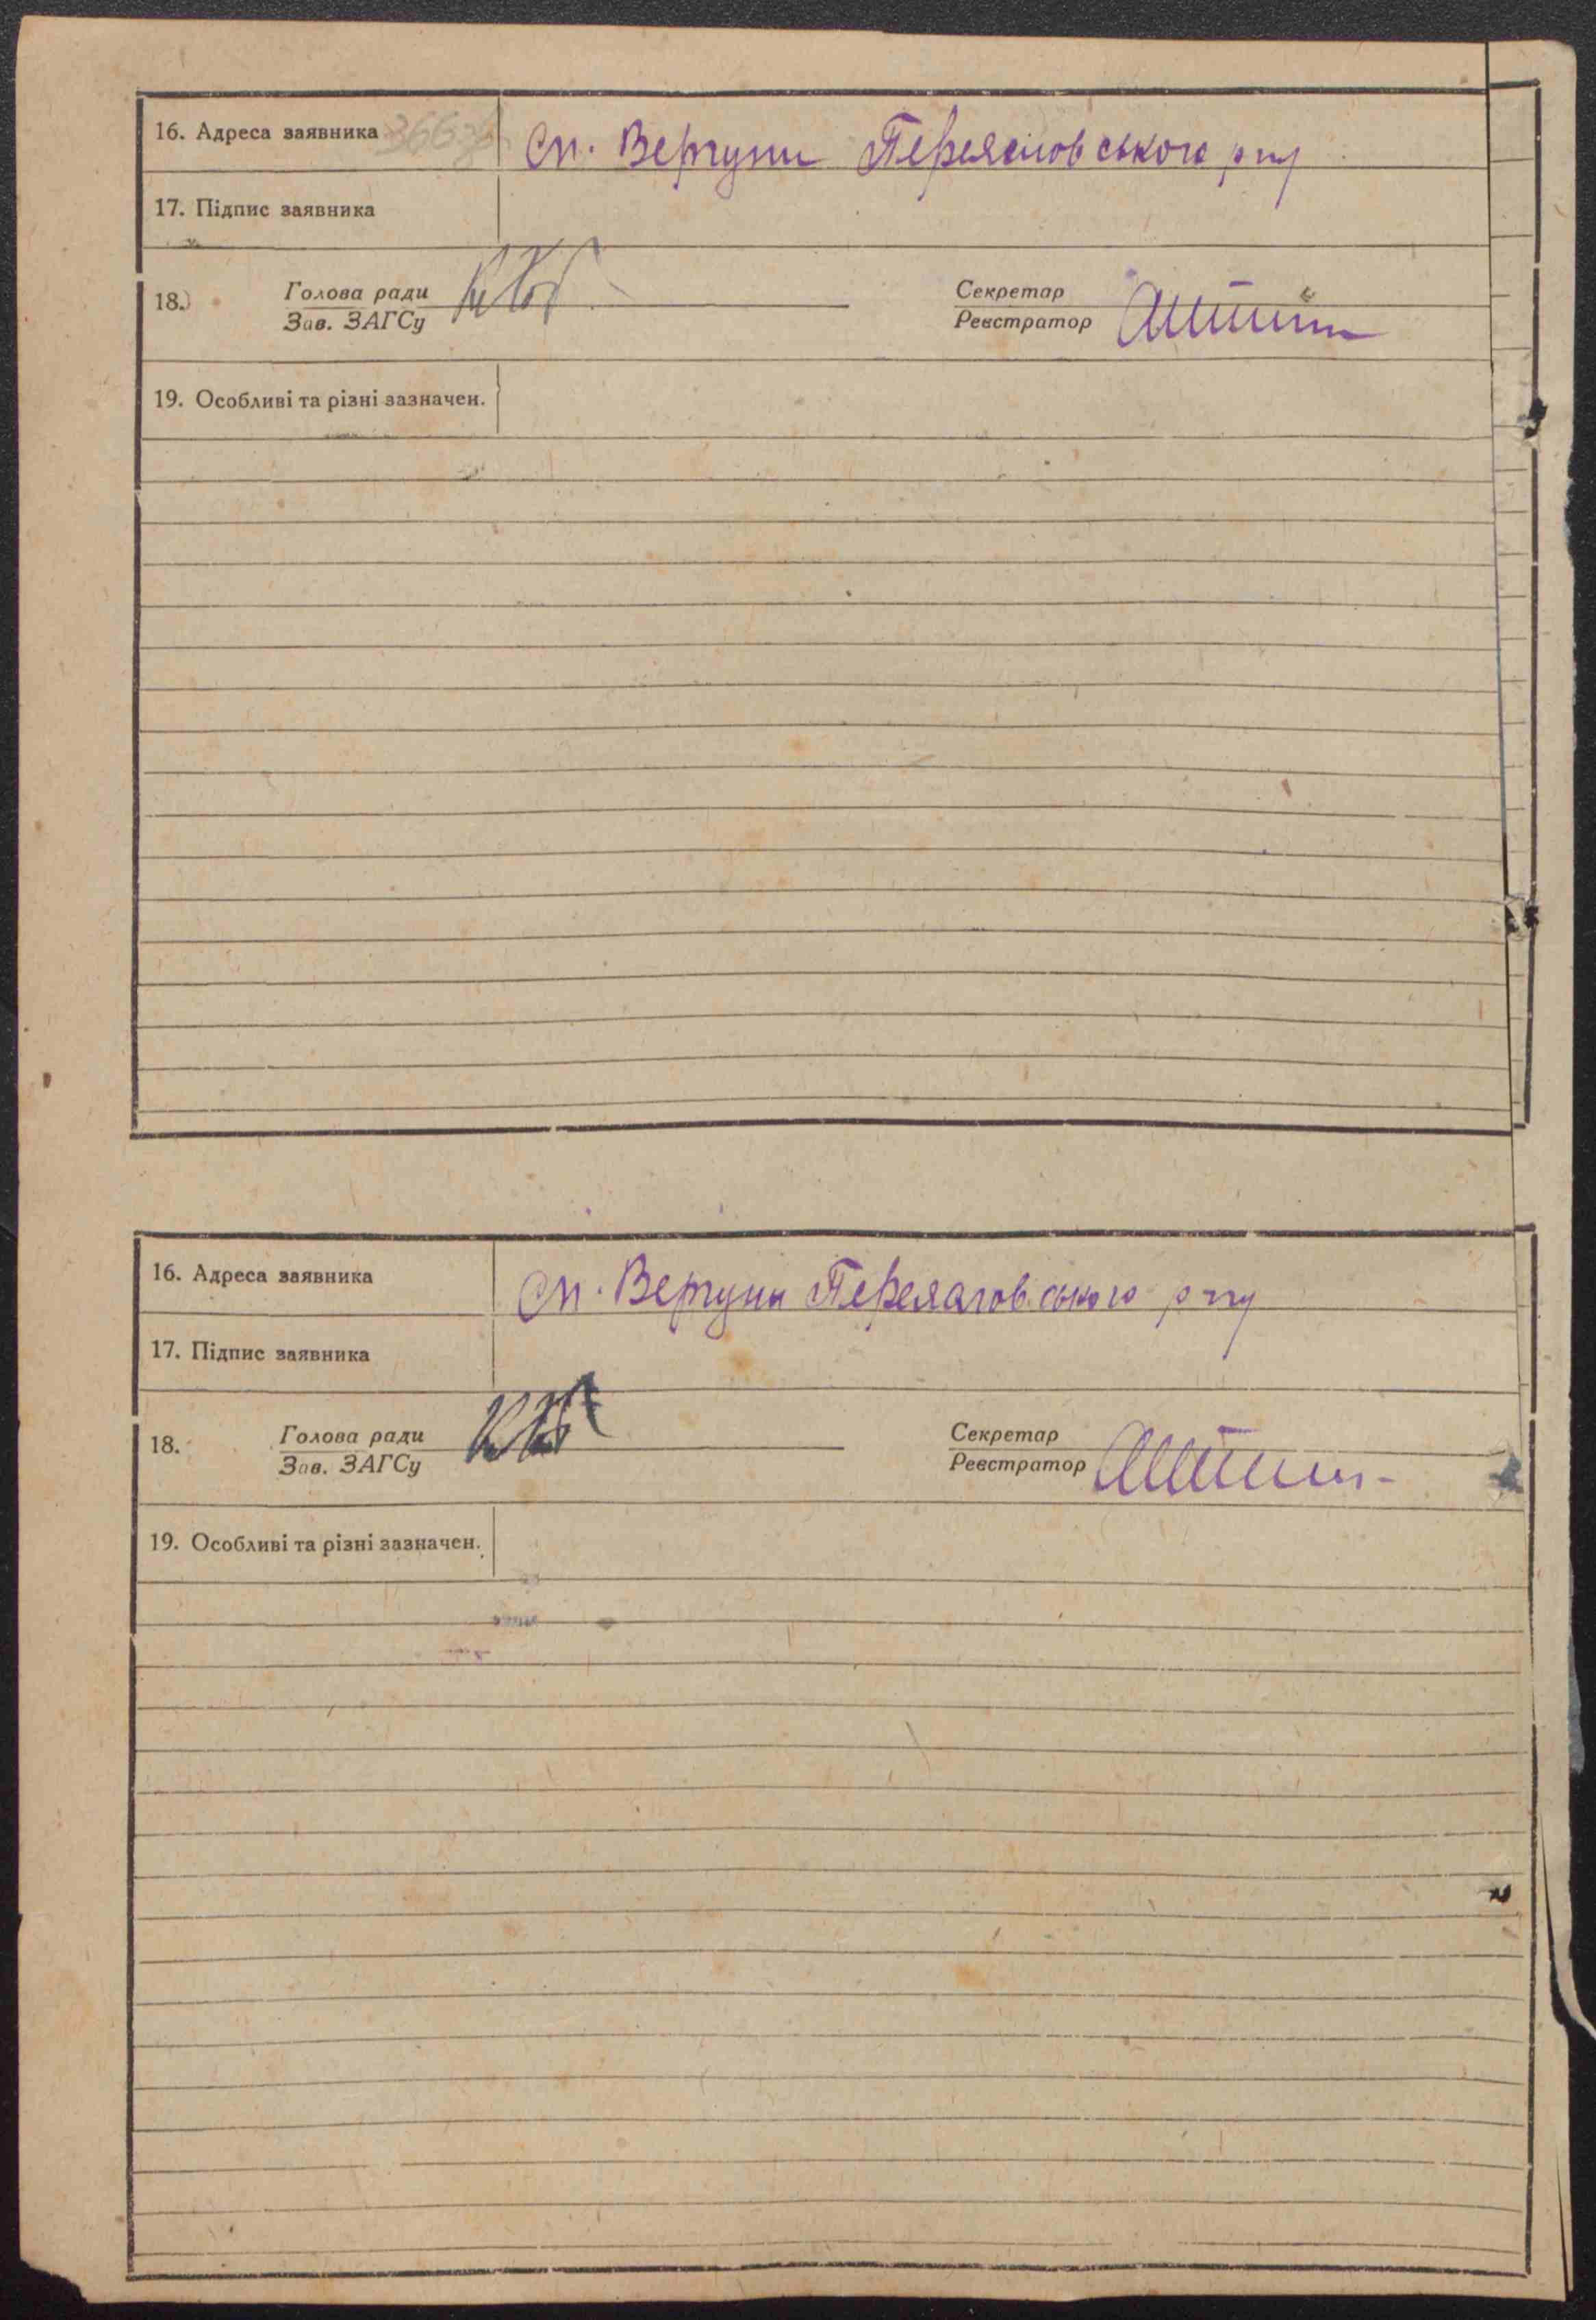 16. Адреса заявника ст. Вергуни Переяславського р ну
17. Підпис заявника
18. Голова ради Секретар
Зав. ЗАГСу Реєстратор
19. Особливі та різні зазначен.
16. Адреса заявника ст. Вергуни р ну
17. Підпис заявника
18. Голова ради Секретар
Зав. ЗАГСу Реєстратор
19. Особливі та різні зазначен.